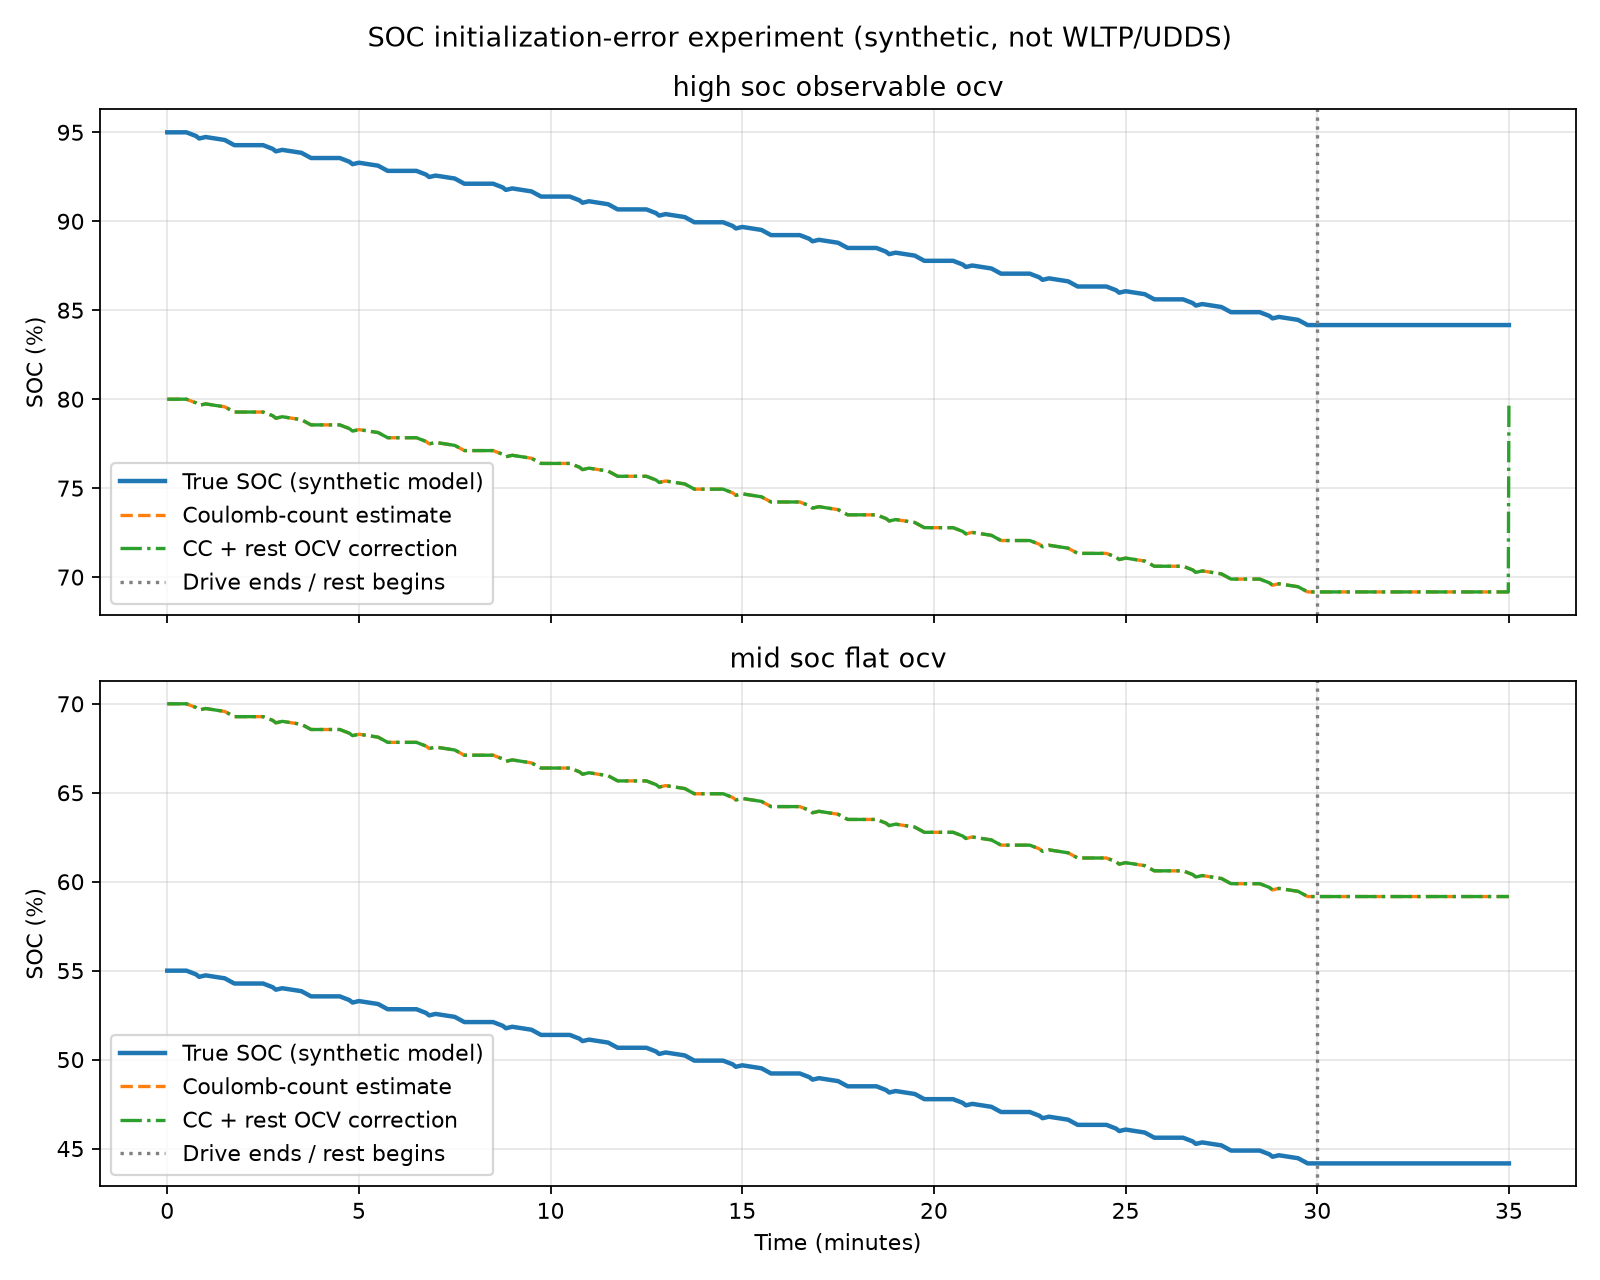 SOC initialization-error experiment (synthetic, not WLTP/UDDS)
high soc observable ocv
95
90
85
80
75
70
SOC (%)
True SOC (synthetic model)
Coulomb-count estimate
CC + rest OCV correction
Drive ends / rest begins
mid soc flat ocv
70
65
60
55
50
45
SOC (%)
True SOC (synthetic model)
Coulomb-count estimate
CC + rest OCV correction
Drive ends / rest begins
0 5 10 15 20 25 30 35
Time (minutes)